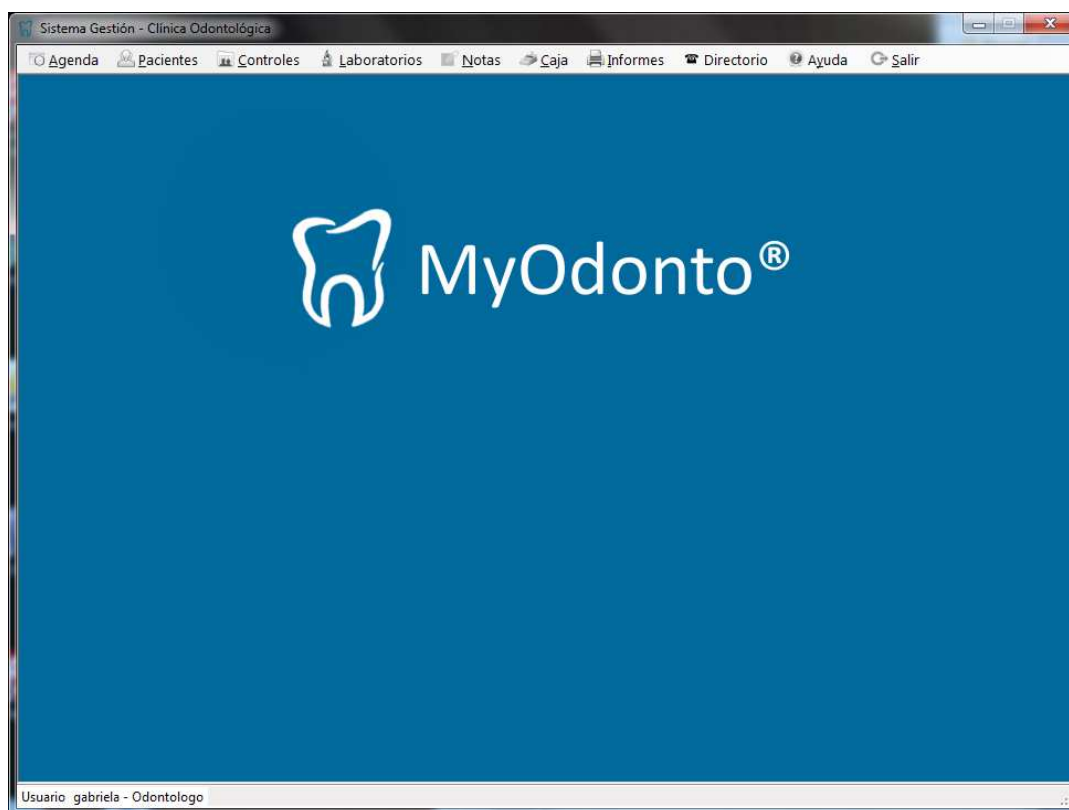 Sistema Gestión - Clínica Odontológica
Agenda Pacientes Controles Laboratorios Notas Caja Informes Directorio Ayuda Salir
MyOdonto®
Usuario gabriela - Odontologo